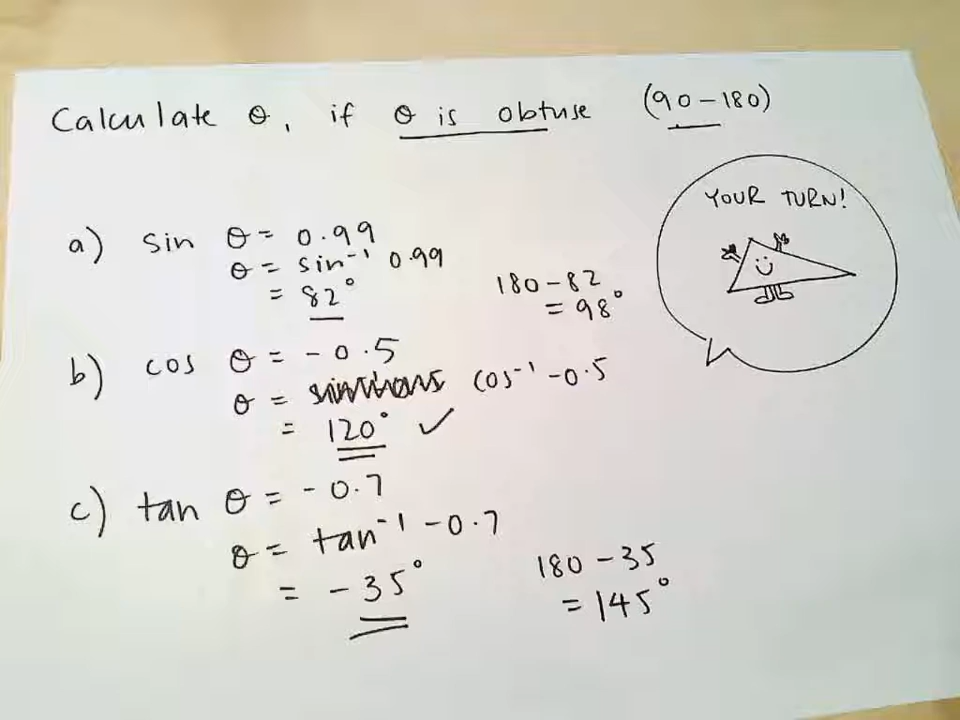 Calculate θ, if θ is obtuse (90-180)
YOUR TURN!
a) sin θ = 0.99
θ = sin⁻¹ 0.99
= 82°
180-82
= 98°
b) cos θ = -0.5
θ = cos⁻¹ -0.5
= 120° ✓
c) tan θ = -0.7
θ = tan⁻¹ -0.7
= -35°
180-35
= 145°